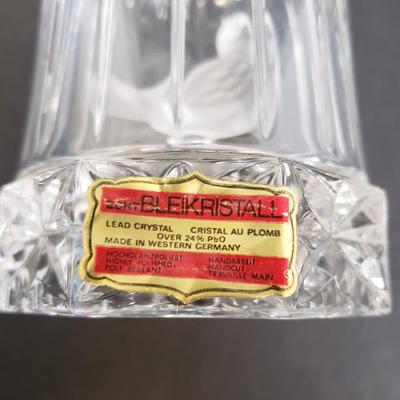 ECHT-BLEIKRISTALL
LEAD CRYSTAL CRISTAL AU PLOMB
OVER 24% PbO
MADE IN WESTERN GERMANY
HOCHGLANZPOLIERT HANDARBEIT
HIGHLY POLISHED- HANDCUT
POLI BRILLANT TRAVAILLE MAIN